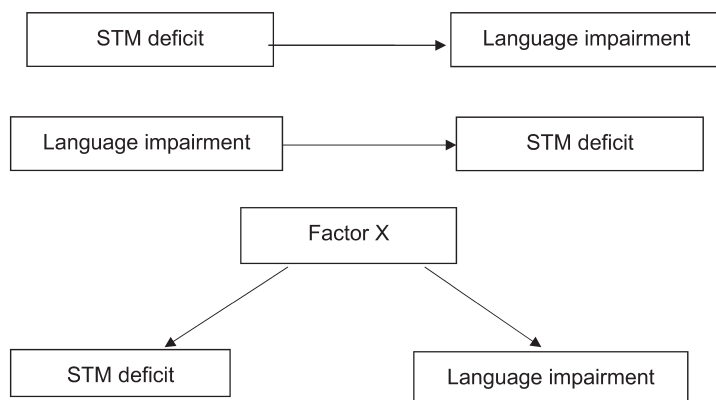 STM deficit
Language impairment
Language impairment
STM deficit
Factor X
STM deficit
Language impairment